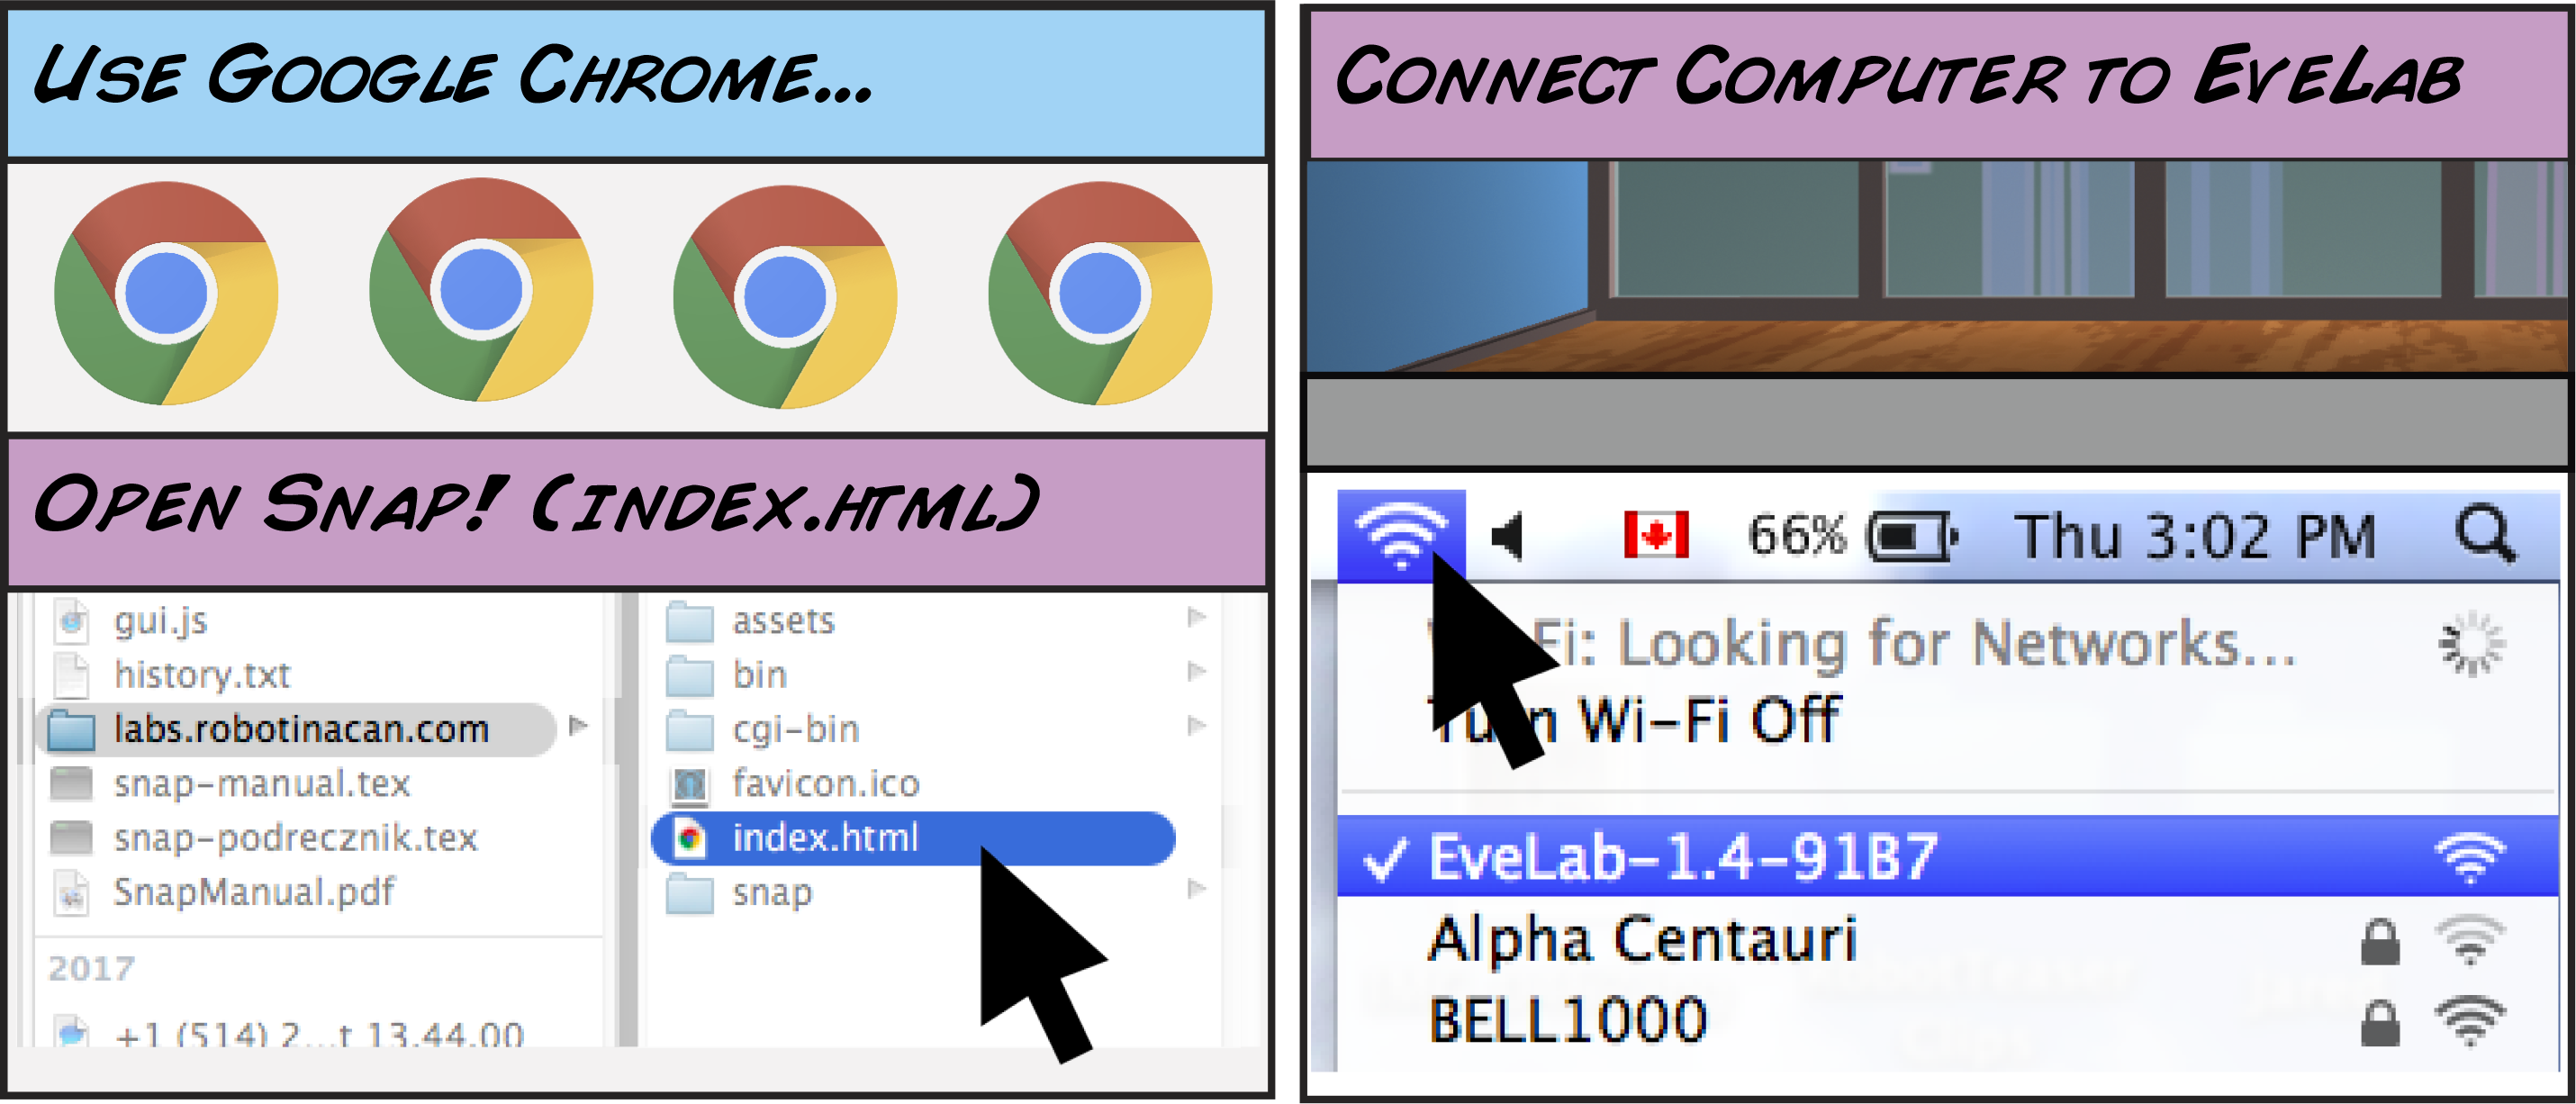 Use Google Chrome...
Open Snap! (index.html)
gui.js
history.txt
labs.robotinacan.com
snap-manual.tex
snap-podrecznik.tex
SnapManual.pdf
2017
+1 (514) 2...t 13.44.00
assets
bin
cgi-bin
favicon.ico
index.html
snap
Connect Computer to EveLab
66% Thu 3:02 PM
Fi: Looking for Networks...
Turn Wi-Fi Off
EveLab-1.4-91B7
Alpha Centauri
BELL1000